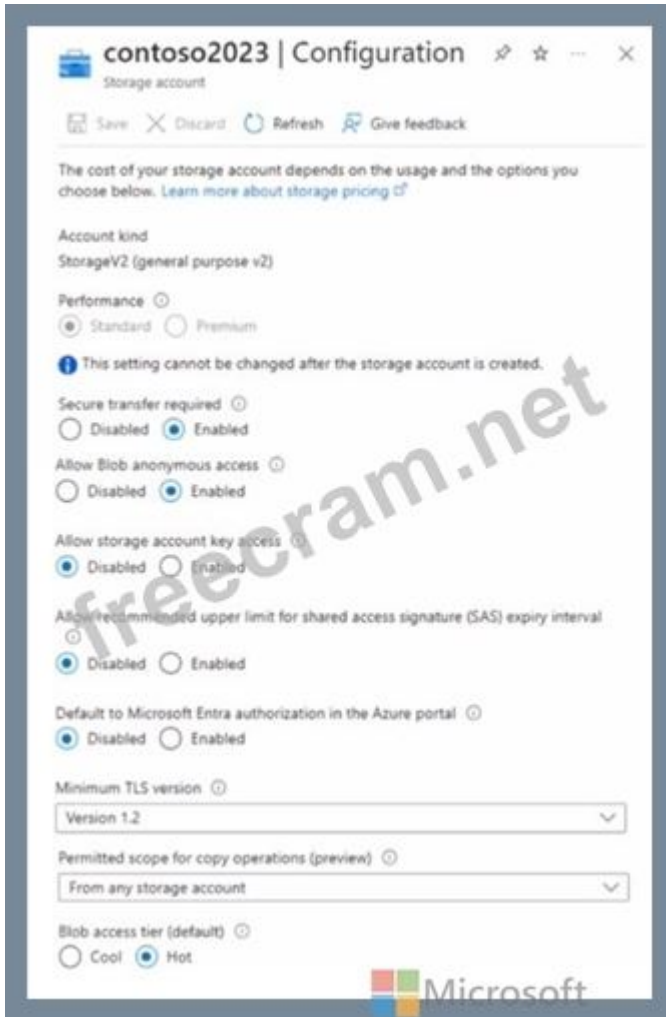 contoso2023 | Configuration
Storage account
Save Discard Refresh Give feedback
The cost of your storage account depends on the usage and the options you
choose below. Learn more about storage pricing
Account kind
StorageV2 (general purpose v2)
Performance
Standard Premium
This setting cannot be changed after the storage account is created.
Secure transfer required
Disabled Enabled
Allow Blob anonymous access
Disabled Enabled
Allow storage account key access
Disabled Enabled
Allow recommended upper limit for shared access signature (SAS) expiry interval
Disabled Enabled
Default to Microsoft Entra authorization in the Azure portal
Disabled Enabled
Minimum TLS version
Version 1.2
Permitted scope for copy operations (preview)
From any storage account
Blob access tier (default)
Cool Hot
freecram.net
Microsoft